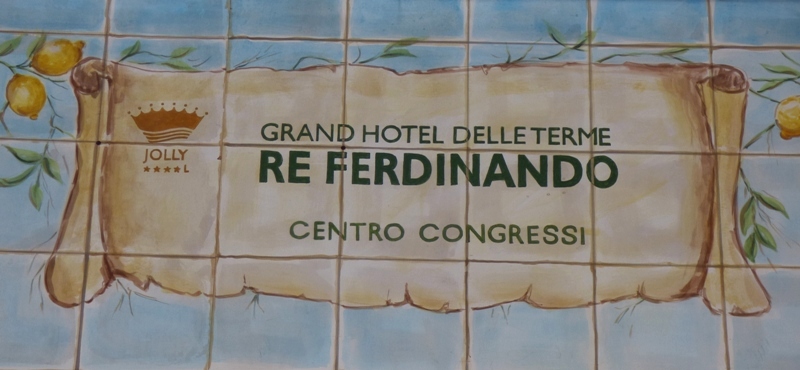 JOLLY
★★★★L
GRAND HOTEL DELLE TERME
RE FERDINANDO
CENTRO CONGRESSI